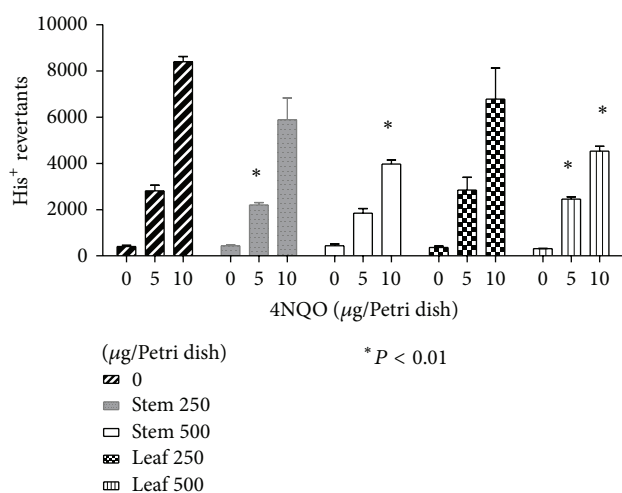 10000
8000
6000
4000
2000
0
His+ revertants
* * * *
0 5 10 0 5 10 0 5 10 0 5 10 0 5 10
4NQO (μg/Petri dish)
(μg/Petri dish)
*P < 0.01
0
Stem 250
Stem 500
Leaf 250
Leaf 500